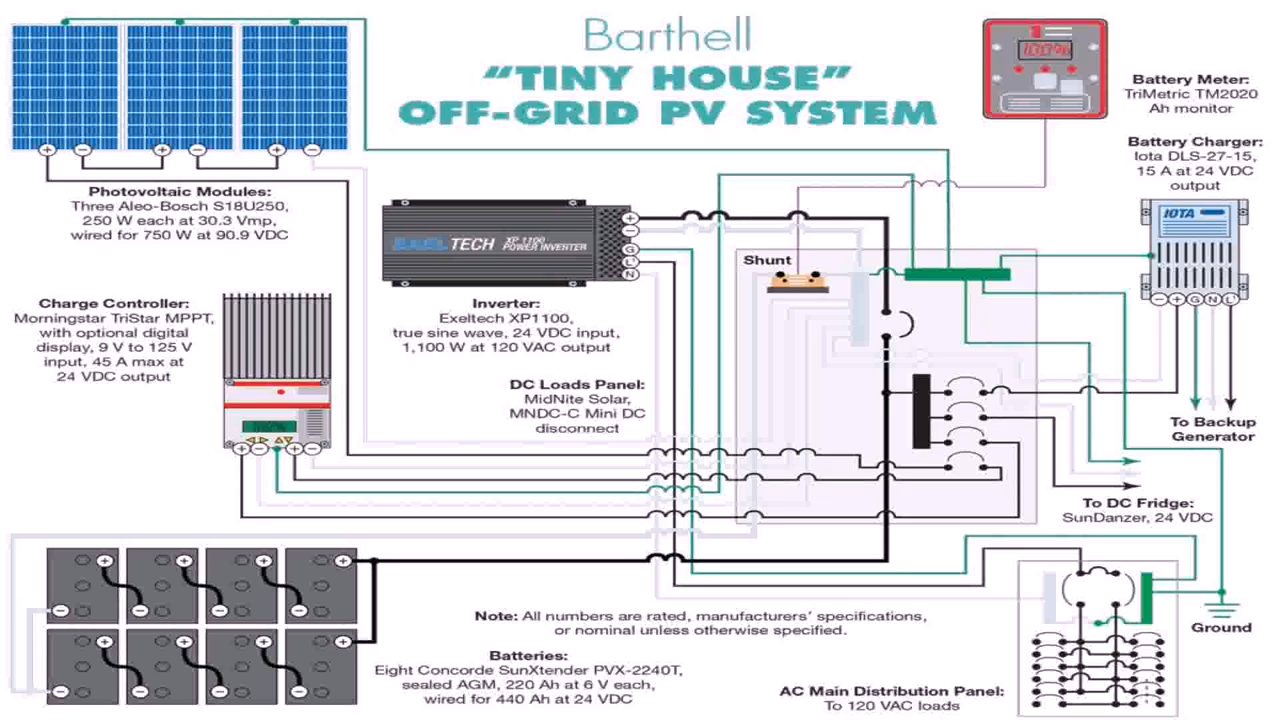 Barthell
“TINY HOUSE”
OFF-GRID PV SYSTEM
100%
Battery Meter:
TriMetric TM2020
Ah monitor
Battery Charger:
Iota DLS-27-15,
15 A at 24 VDC
output
IOTA
Photovoltaic Modules:
Three Aleo-Bosch S18U250,
250 W each at 30.3 Vmp,
wired for 750 W at 90.9 VDC
EXELTECH XP 1100
POWER INVERTER
+
−
G
L¹
N
Shunt
Charge Controller:
Morningstar TriStar MPPT,
with optional digital
display, 9 V to 125 V
input, 45 A max at
24 VDC output
Inverter:
Exeltech XP1100,
true sine wave, 24 VDC input,
1,100 W at 120 VAC output
− + G N L¹
DC Loads Panel:
MidNite Solar,
MNDC-C Mini DC
disconnect
To Backup
Generator
To DC Fridge:
SunDanzer, 24 VDC
Note: All numbers are rated, manufacturers’ specifications,
or nominal unless otherwise specified.
Ground
Batteries:
Eight Concorde SunXtender PVX-2240T,
sealed AGM, 220 Ah at 6 V each,
wired for 440 Ah at 24 VDC
AC Main Distribution Panel:
To 120 VAC loads